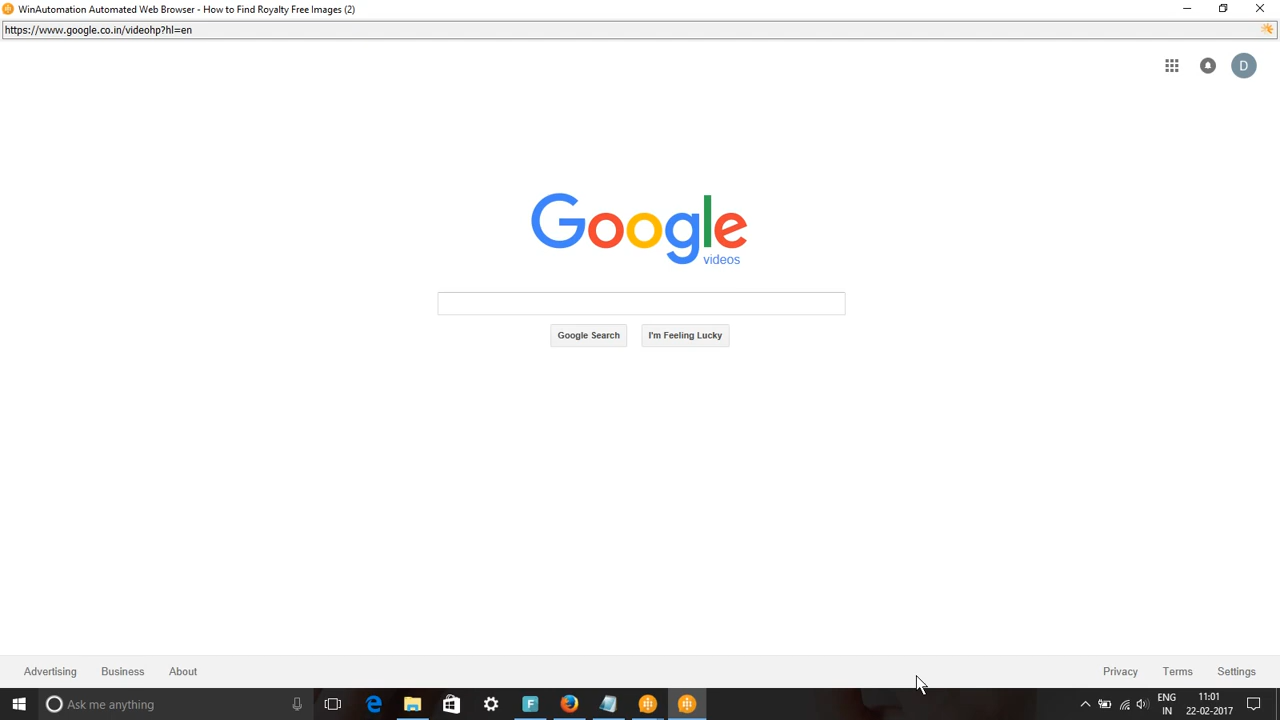 WinAutomation Automated Web Browser - How to Find Royalty Free Images (2)
https://www.google.co.in/videohp?hl=en
D
Google
videos
Google Search
I'm Feeling Lucky
Advertising
Business
About
Privacy
Terms
Settings
Ask me anything
ENG
IN
11:01
22-02-2017